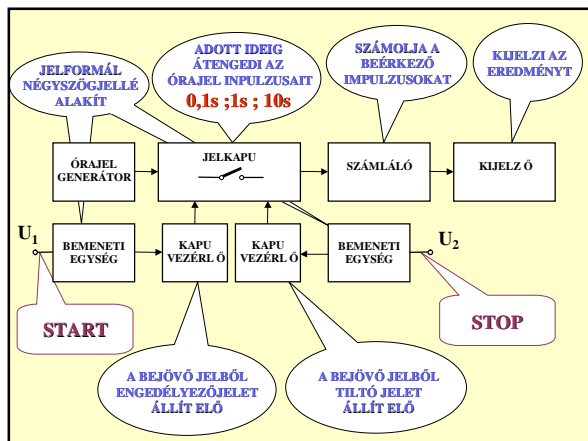 JELFORMÁL
NÉGYSZÖGJELLÉ
ALAKÍT
ADOTT IDEIG
ÁTENGEDI AZ
ÓRAJEL INPULZUSAIT
0,1s ;1s ; 10s
SZÁMOLJA A
BEÉRKEZŐ
IMPULZUSOKAT
KIJELZI AZ
EREDMÉNYT
ÓRAJEL
GENERÁTOR
JELKAPU
SZÁMLÁLÓ
KIJELZ Ő
U1
BEMENETI
EGYSÉG
KAPU
VEZÉRL Ő
KAPU
VEZÉRL Ő
BEMENETI
EGYSÉG
U2
START
STOP
A BEJÖVŐ JELBŐL
ENGEDÉLYEZŐJELET
ÁLLÍT ELŐ
A BEJÖVŐ JELBŐL
TILTÓ JELET
ÁLLÍT ELŐ